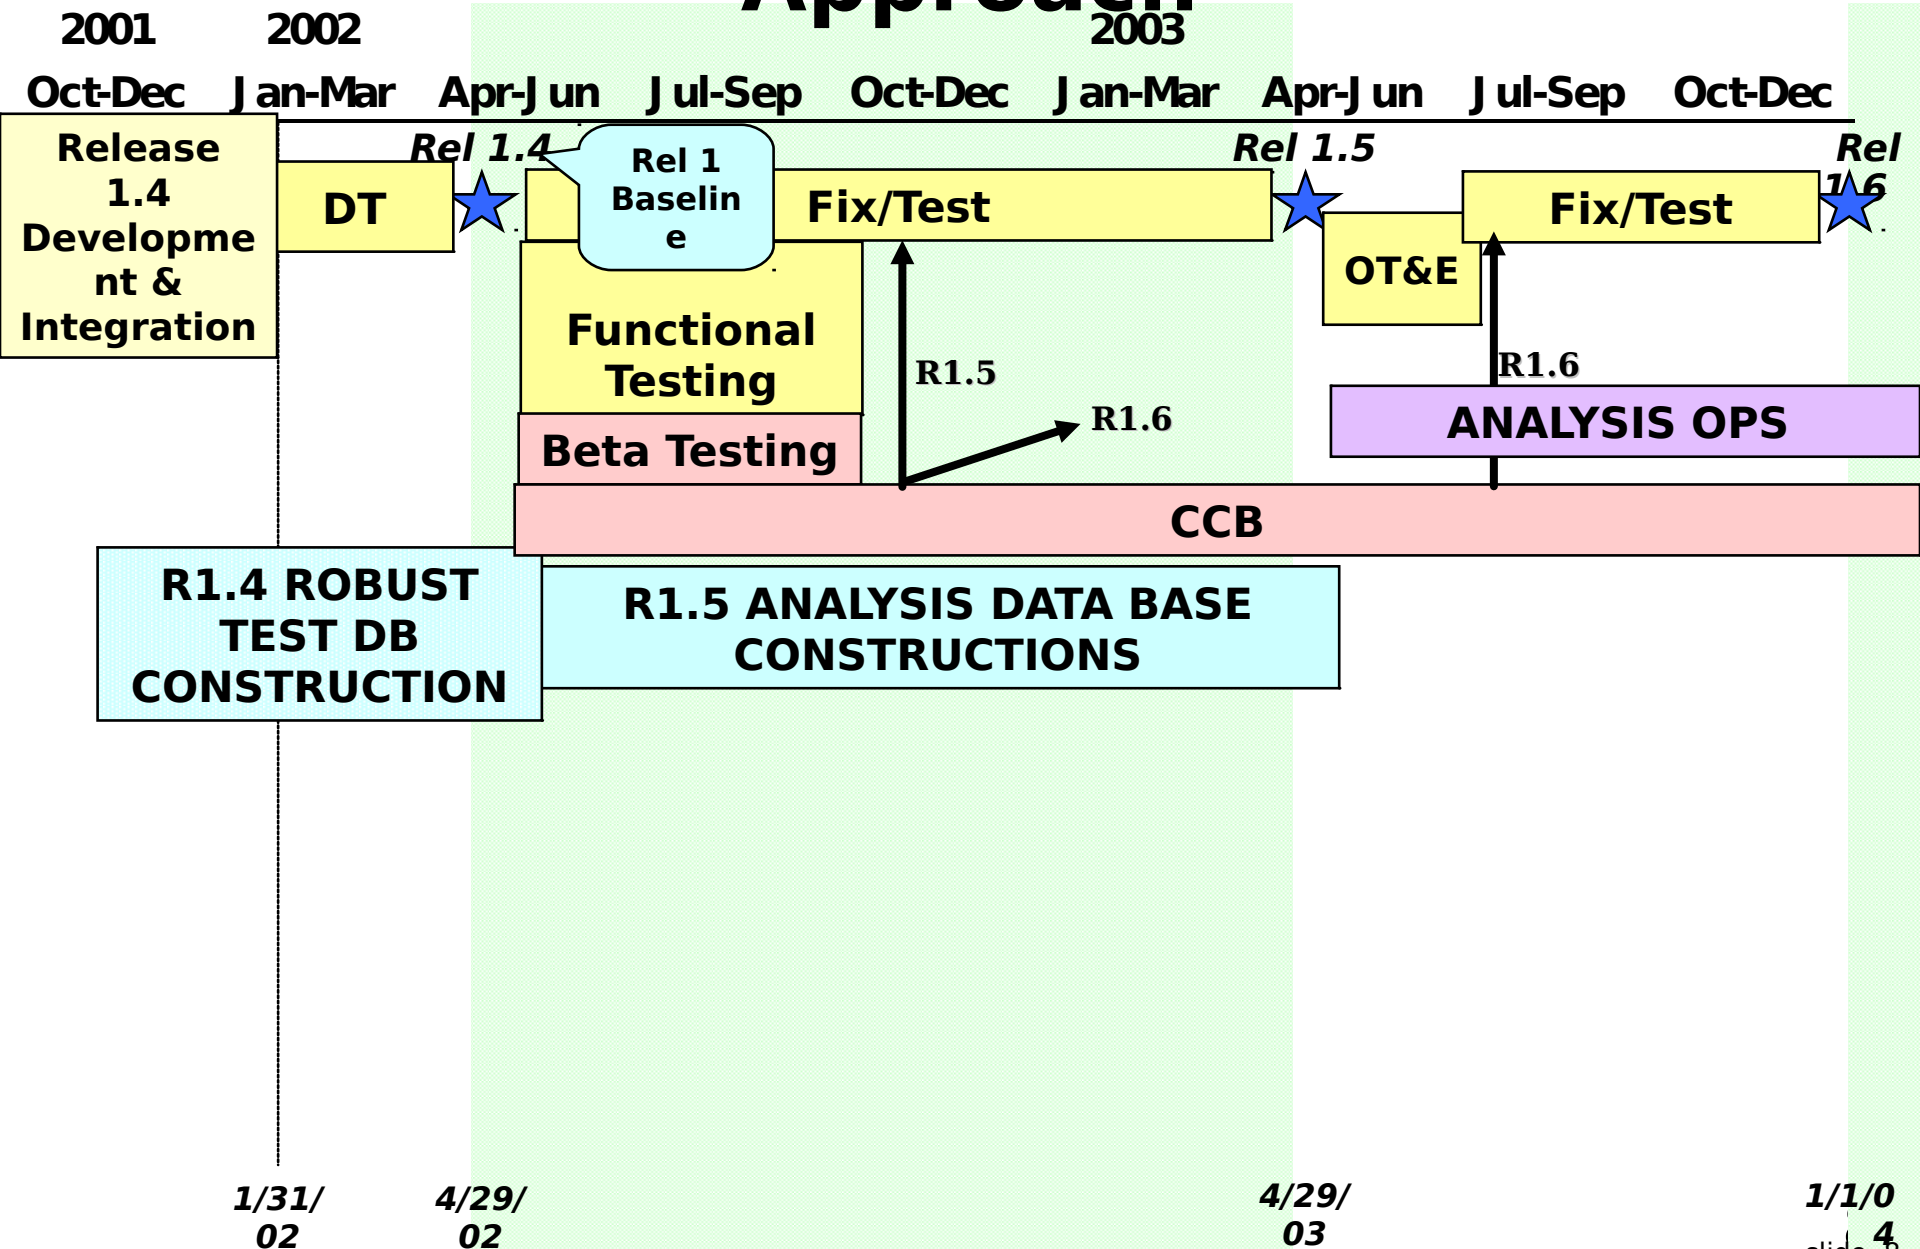 Approach
2001 2002 2003
Oct-Dec Jan-Mar Apr-Jun Jul-Sep Oct-Dec Jan-Mar Apr-Jun Jul-Sep Oct-Dec
Release
1.4
Developme
nt &
Integration
DT
Rel 1.4
Rel 1
Baselin
e
Fix/Test
Rel 1.5
Fix/Test
Rel
1.6
OT&E
Functional
Testing
R1.5
R1.6
R1.6
ANALYSIS OPS
Beta Testing
CCB
R1.4 ROBUST
TEST DB
CONSTRUCTION
R1.5 ANALYSIS DATA BASE
CONSTRUCTIONS
1/31/
02
4/29/
02
4/29/
03
1/1/0
4
slide